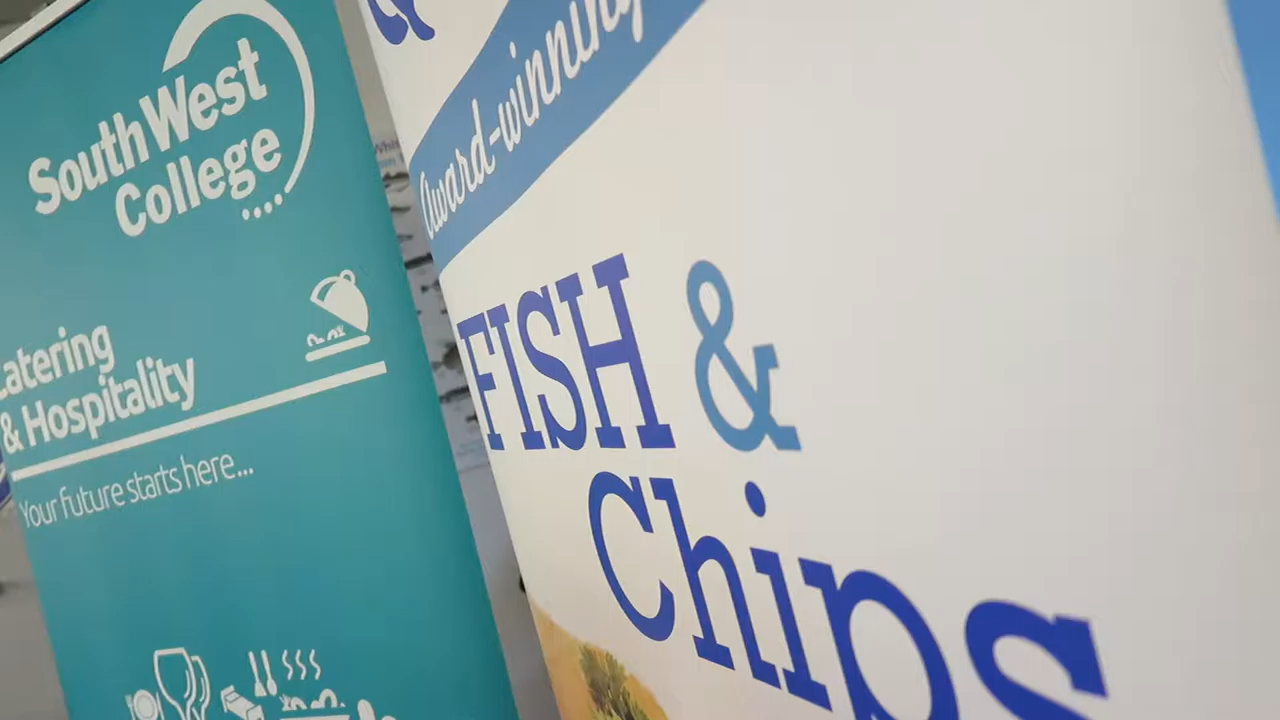 South West
College
Catering
& Hospitality
Your future starts here...
Award-winning
FISH &
Chips